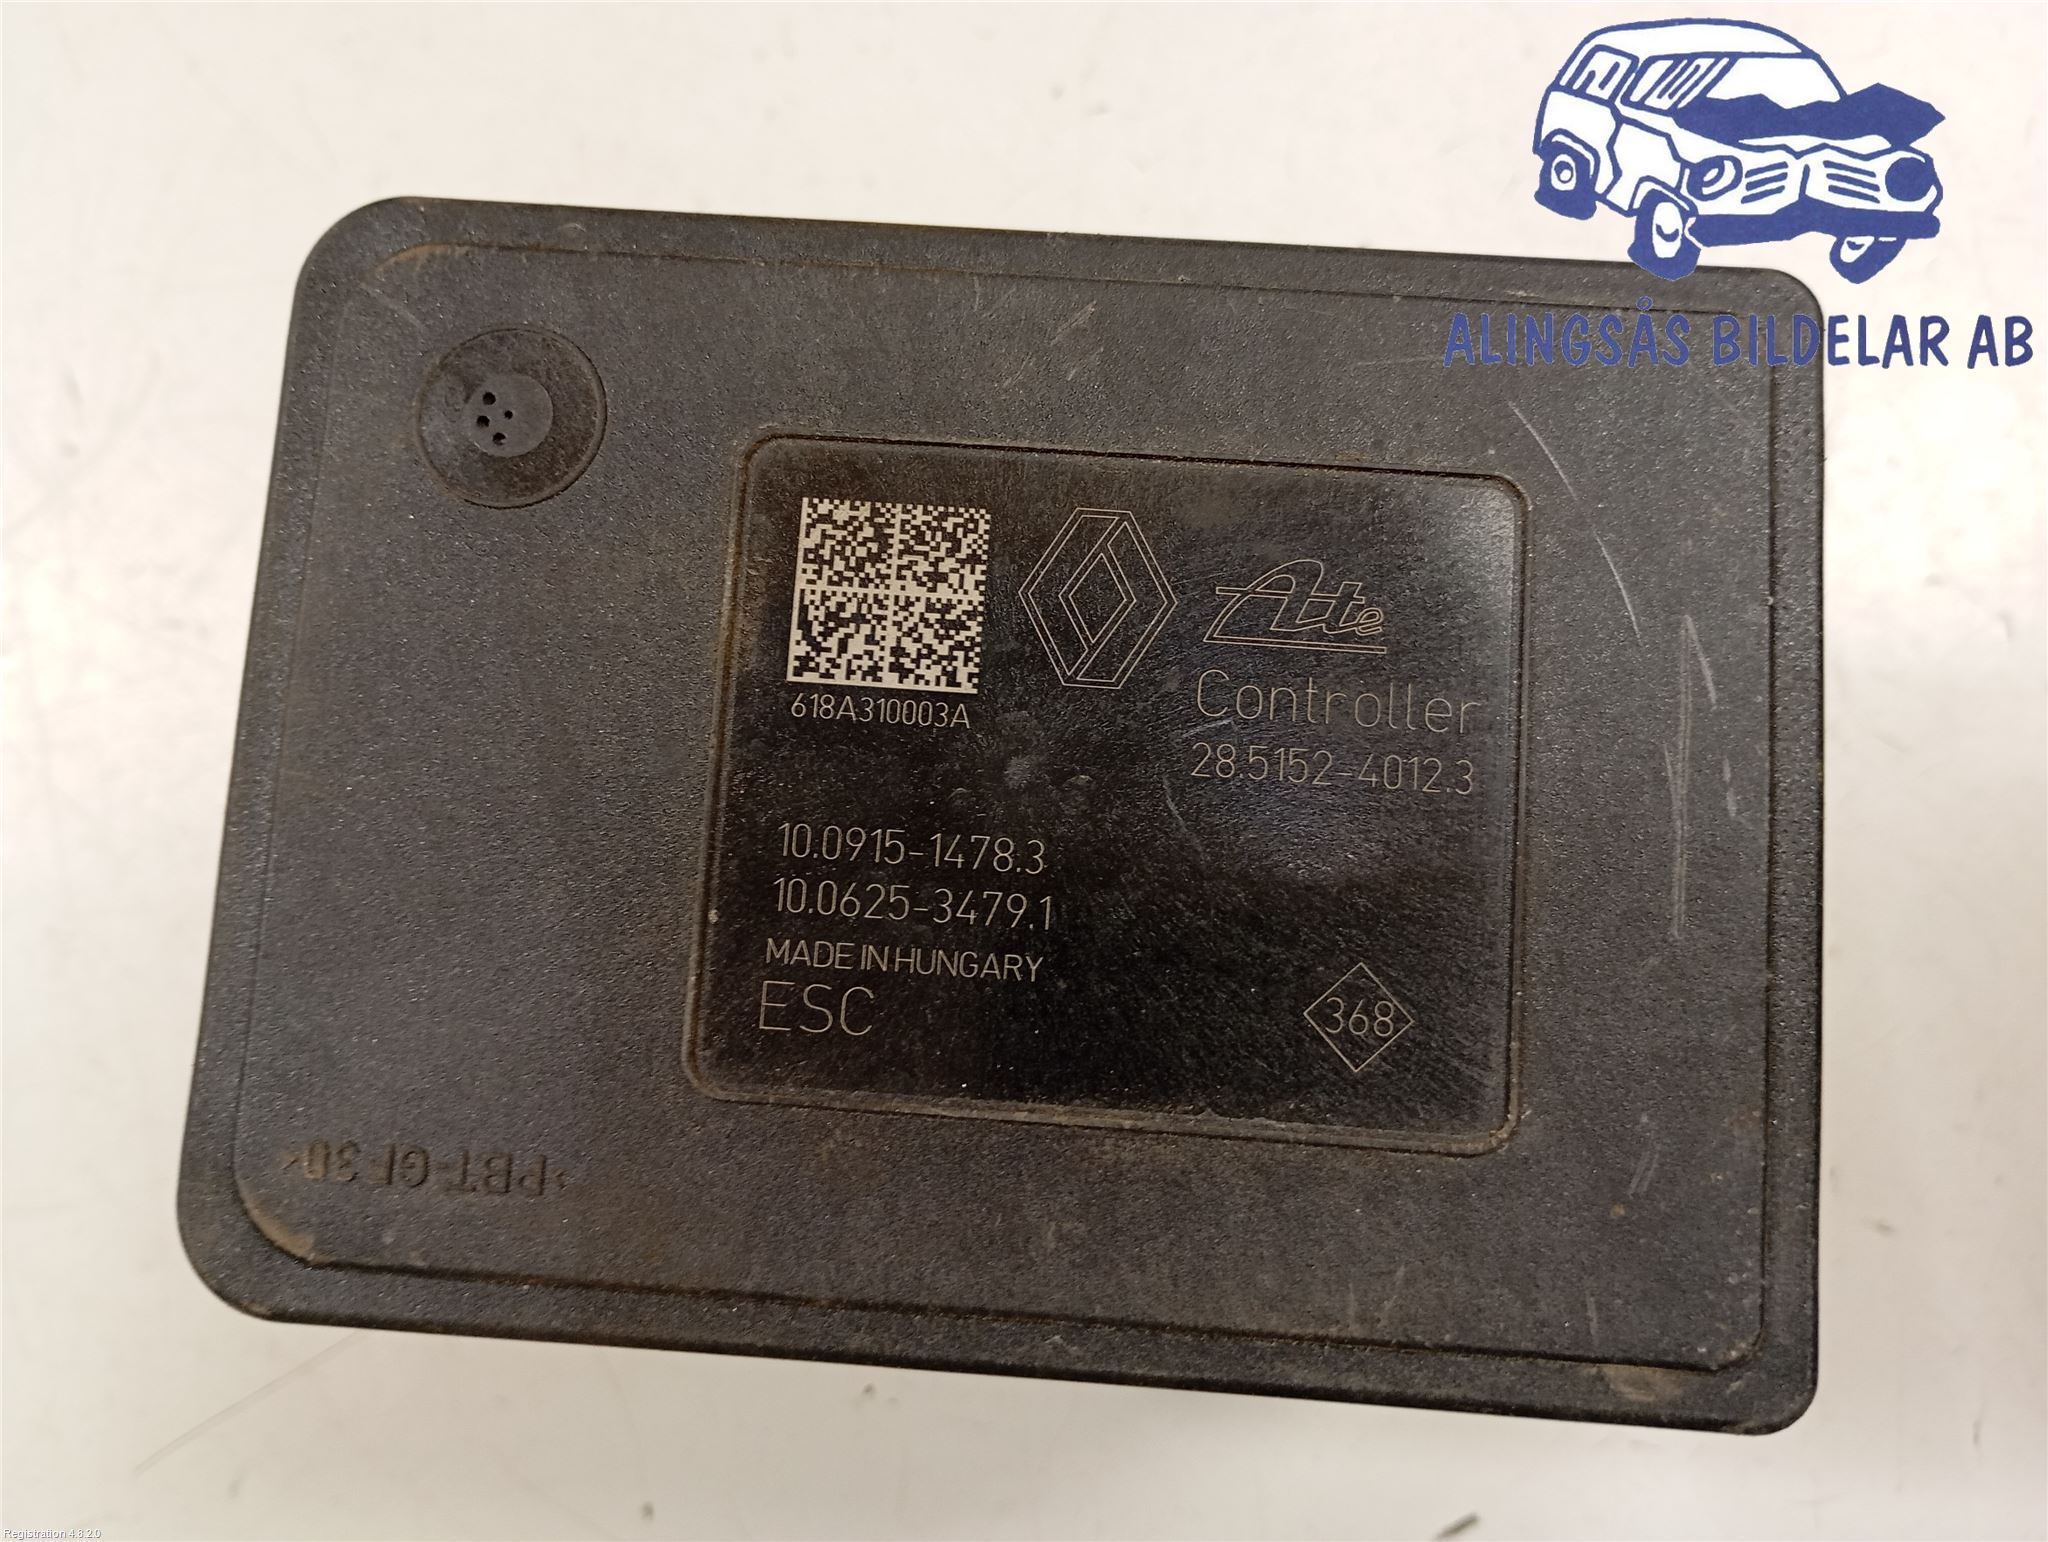 ALINGSÅS BILDELAR AB
Ate
618A310003A
Controller
28.5152-4012.3
10.0915-1478.3
10.0625-3479.1
MADE IN HUNGARY
ESC
368
>PBT-GF30<
Registration 4.8.2.0